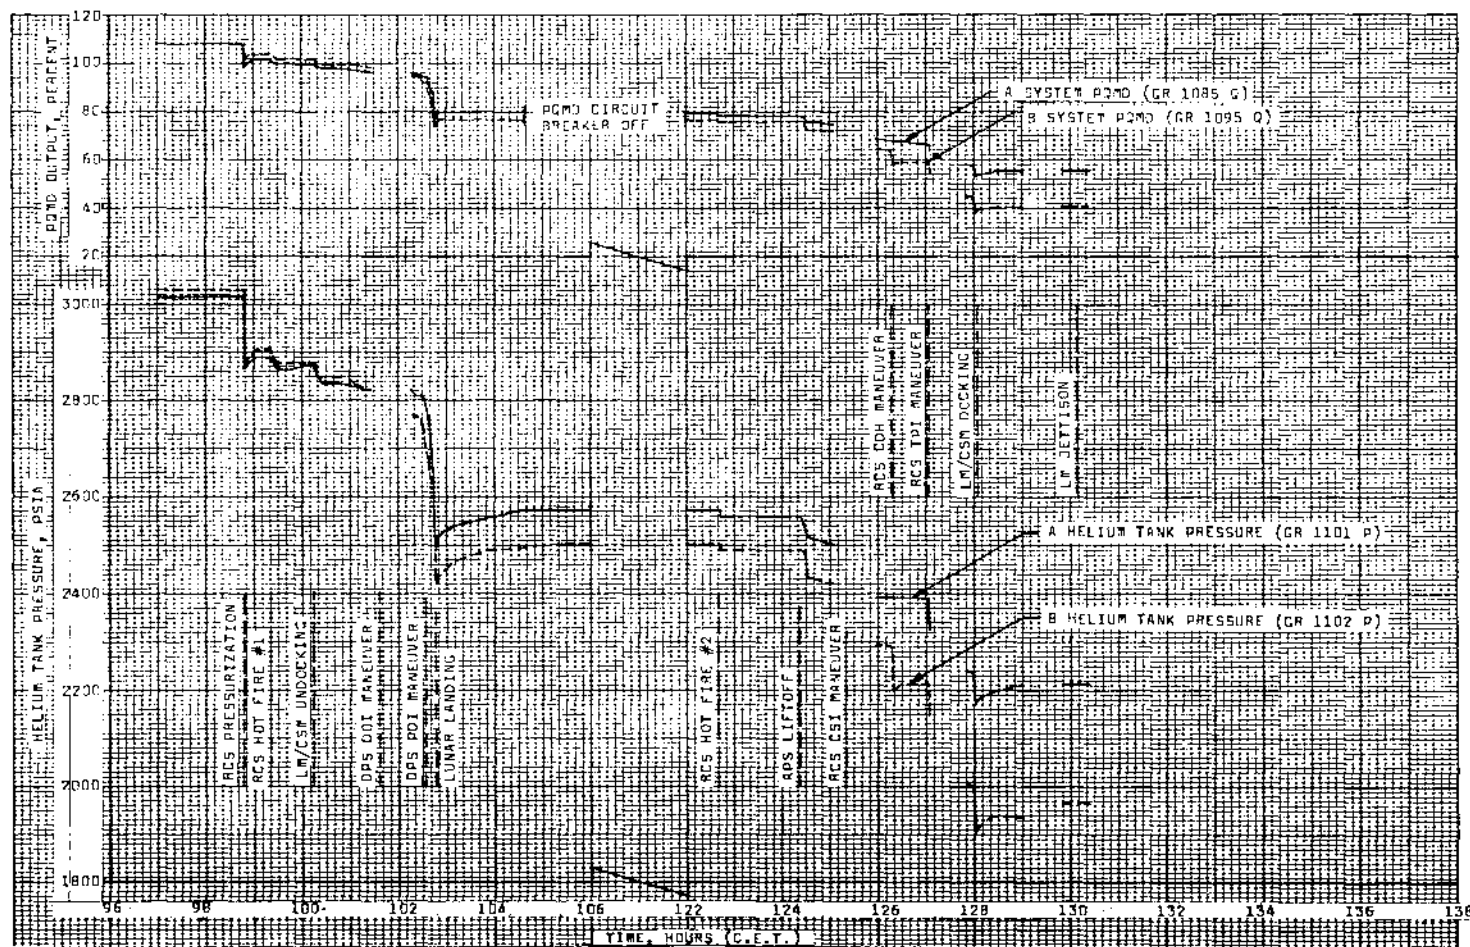 120
100
80
60
40
20
PQMD OUTPUT, PERCENT
PQMD CIRCUIT
BREAKER OFF
A SYSTEM PQMD (GR 1085 Q)
B SYSTEM PQMD (GR 1095 Q)
3000
2800
2600
2400
2200
2000
1800
HELIUM TANK PRESSURE, PSIA
RCS PRESSURIZATION
RCS HOT FIRE #1
LM/CSM UNDOCKING
DPS DOI MANEUVER
DPS PDI MANEUVER
LUNAR LANDING
RCS HOT FIRE #2
APS LIFTOFF
RCS CSI MANEUVER
RCS CDH MANEUVER
RCS TPI MANEUVER
LM/CSM DOCKING
LM JETTISON
A HELIUM TANK PRESSURE (GR 1101 P)
B HELIUM TANK PRESSURE (GR 1102 P)
96 98 100 102 104 106 122 124 126 128 130 132 134 136 138
TIME, HOURS (G.E.T.)